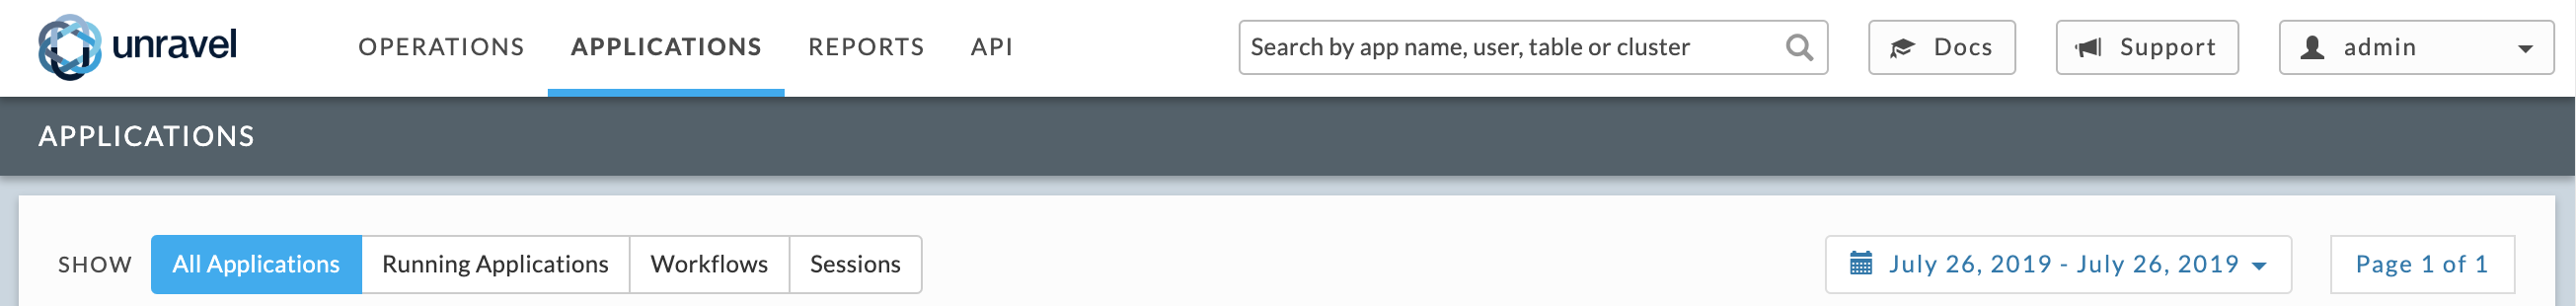 unravel OPERATIONS APPLICATIONS REPORTS API Search by app name, user, table or cluster Docs Support admin
APPLICATIONS
SHOW All Applications Running Applications Workflows Sessions July 26, 2019 - July 26, 2019 Page 1 of 1